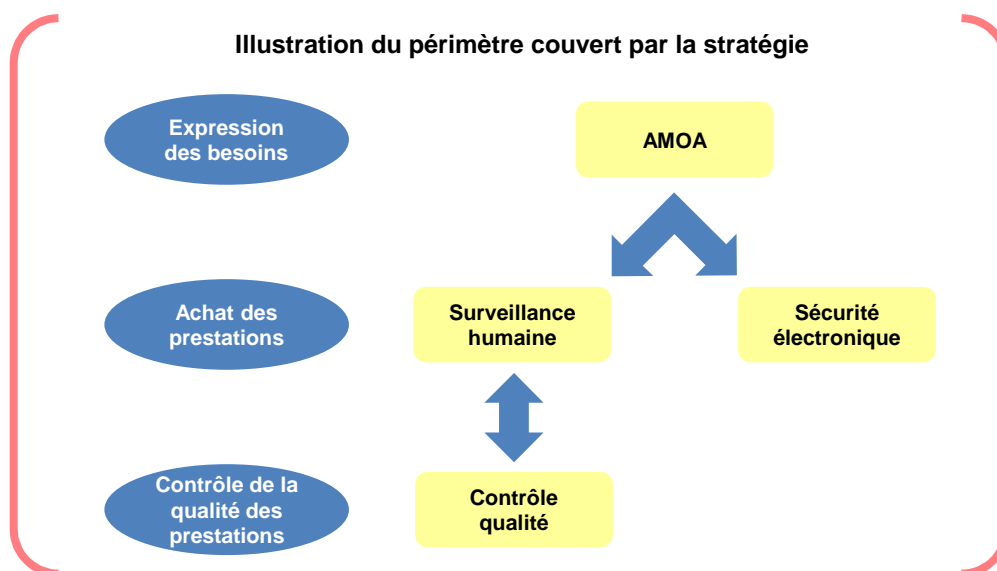 Illustration du périmètre couvert par la stratégie
Expression
des besoins
AMOA
Achat des
prestations
Surveillance
humaine
Sécurité
électronique
Contrôle de la
qualité des
prestations
Contrôle
qualité